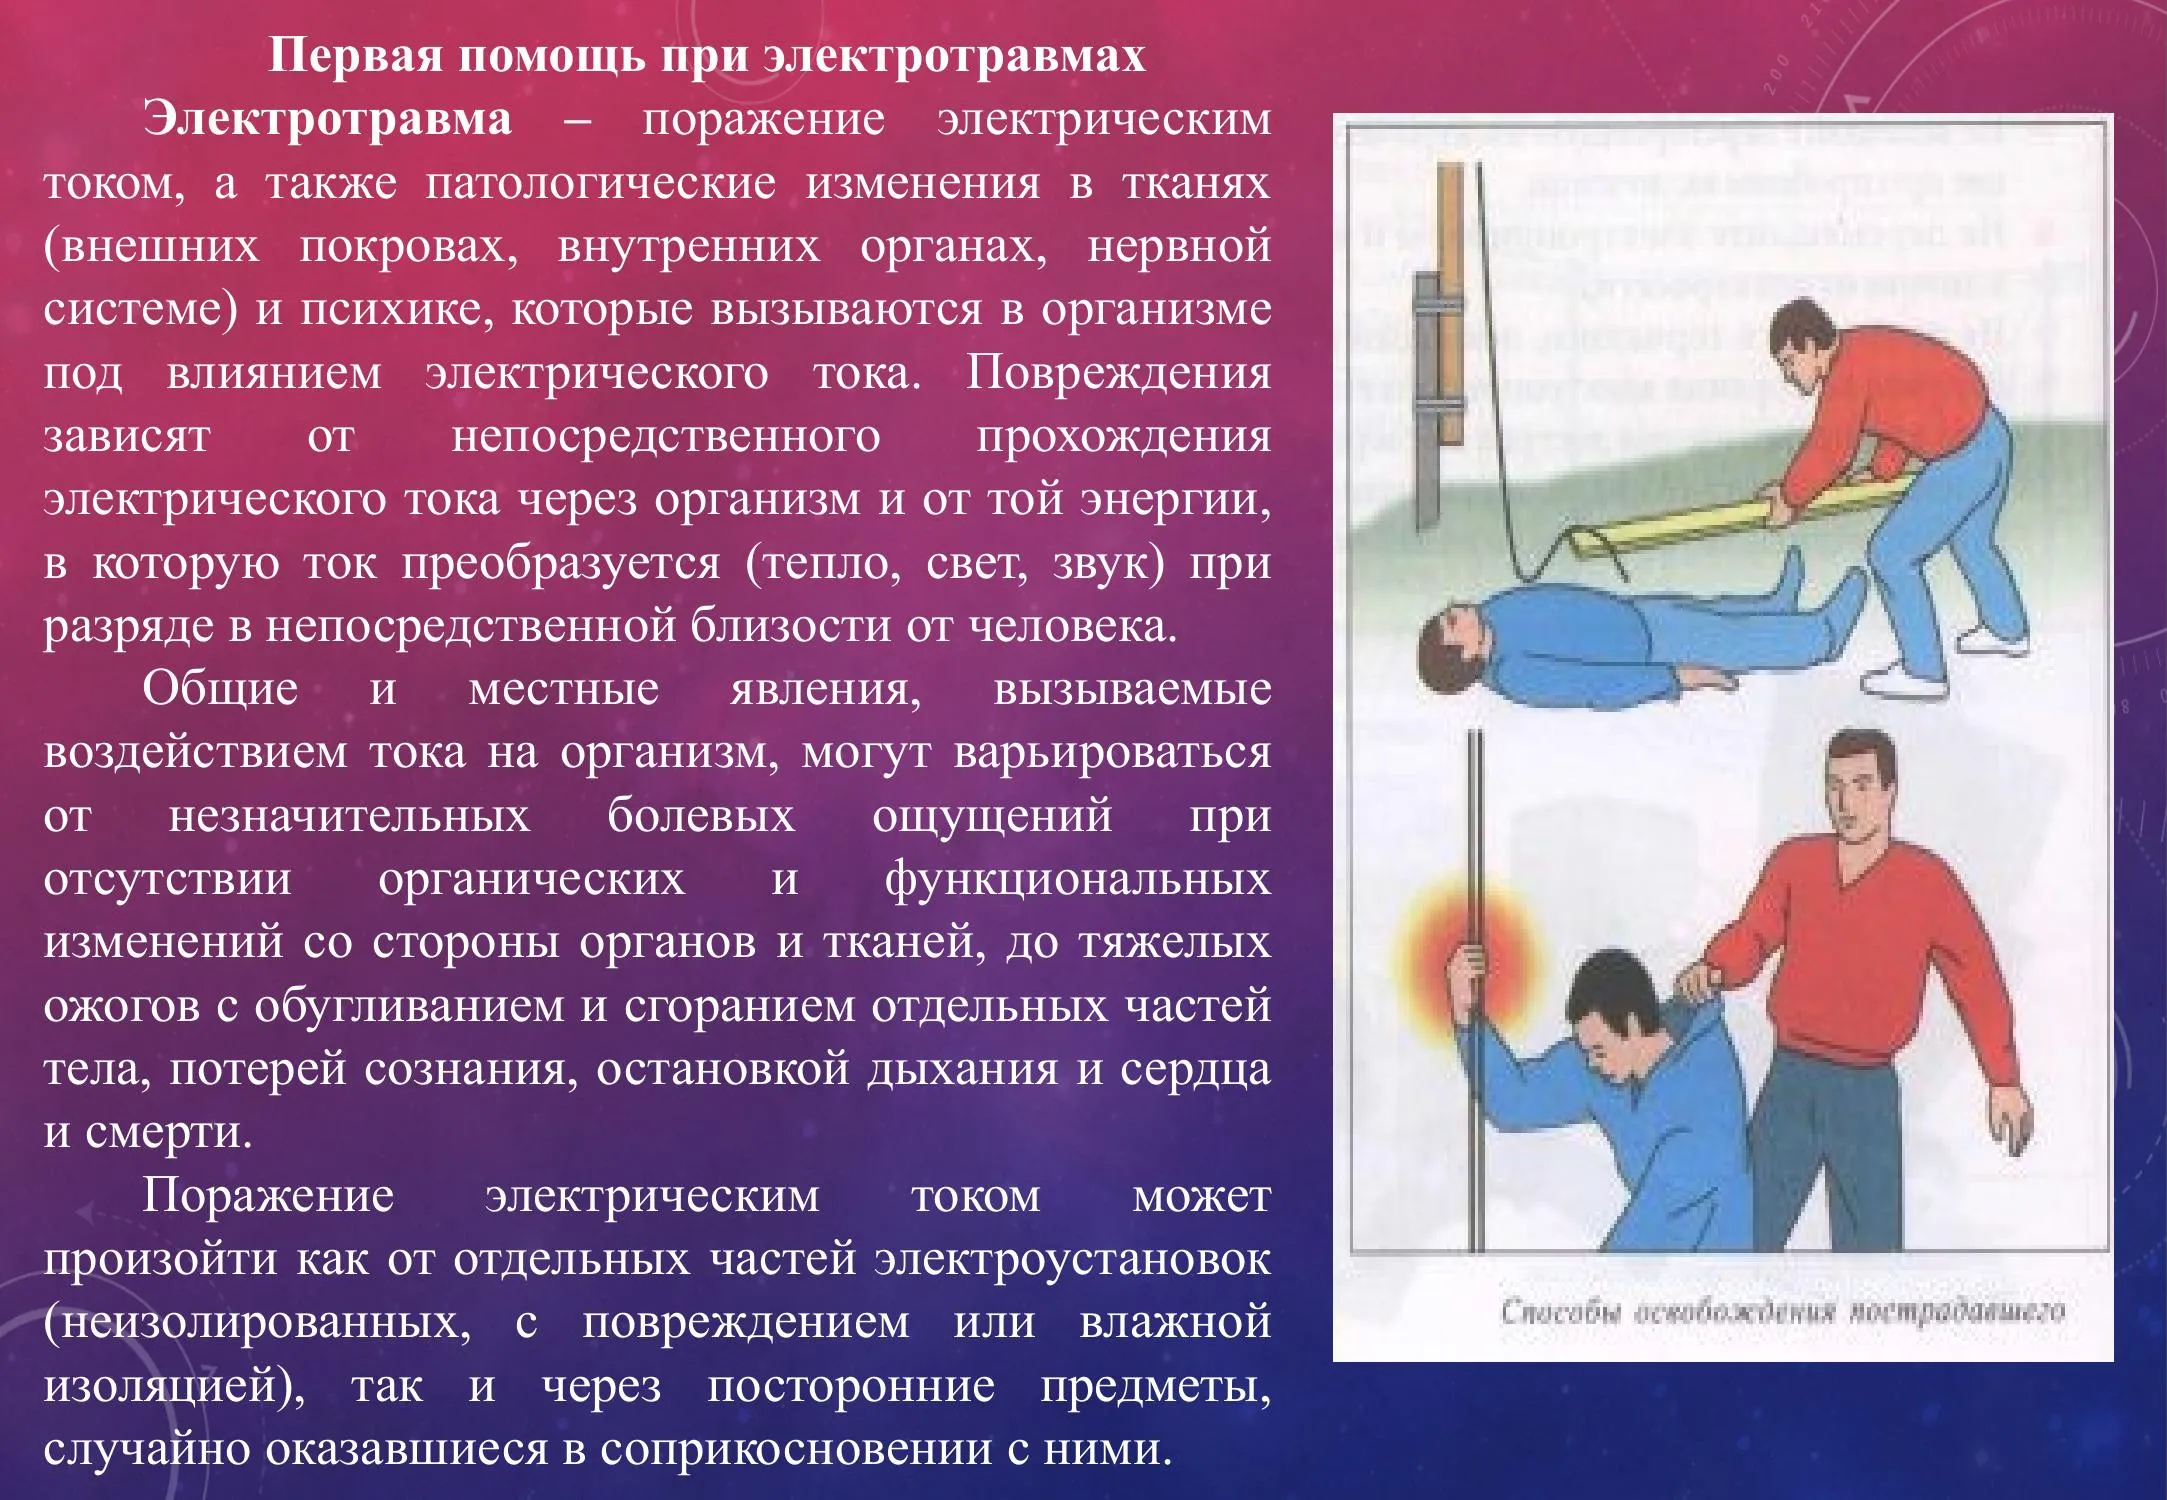 Первая помощь при электротравмах
Электротравма – поражение электрическим
током, а также патологические изменения в тканях
(внешних покровах, внутренних органах, нервной
системе) и психике, которые вызываются в организме
под влиянием электрического тока. Повреждения
зависят от непосредственного прохождения
электрического тока через организм и от той энергии,
в которую ток преобразуется (тепло, свет, звук) при
разряде в непосредственной близости от человека.
Общие и местные явления, вызываемые
воздействием тока на организм, могут варьироваться
от незначительных болевых ощущений при
отсутствии органических и функциональных
изменений со стороны органов и тканей, до тяжелых
ожогов с обугливанием и сгоранием отдельных частей
тела, потерей сознания, остановкой дыхания и сердца
и смерти.
Поражение электрическим током может
произойти как от отдельных частей электроустановок
(неизолированных, с повреждением или влажной
изоляцией), так и через посторонние предметы,
случайно оказавшиеся в соприкосновении с ними.
Способы освобождения пострадавшего
200